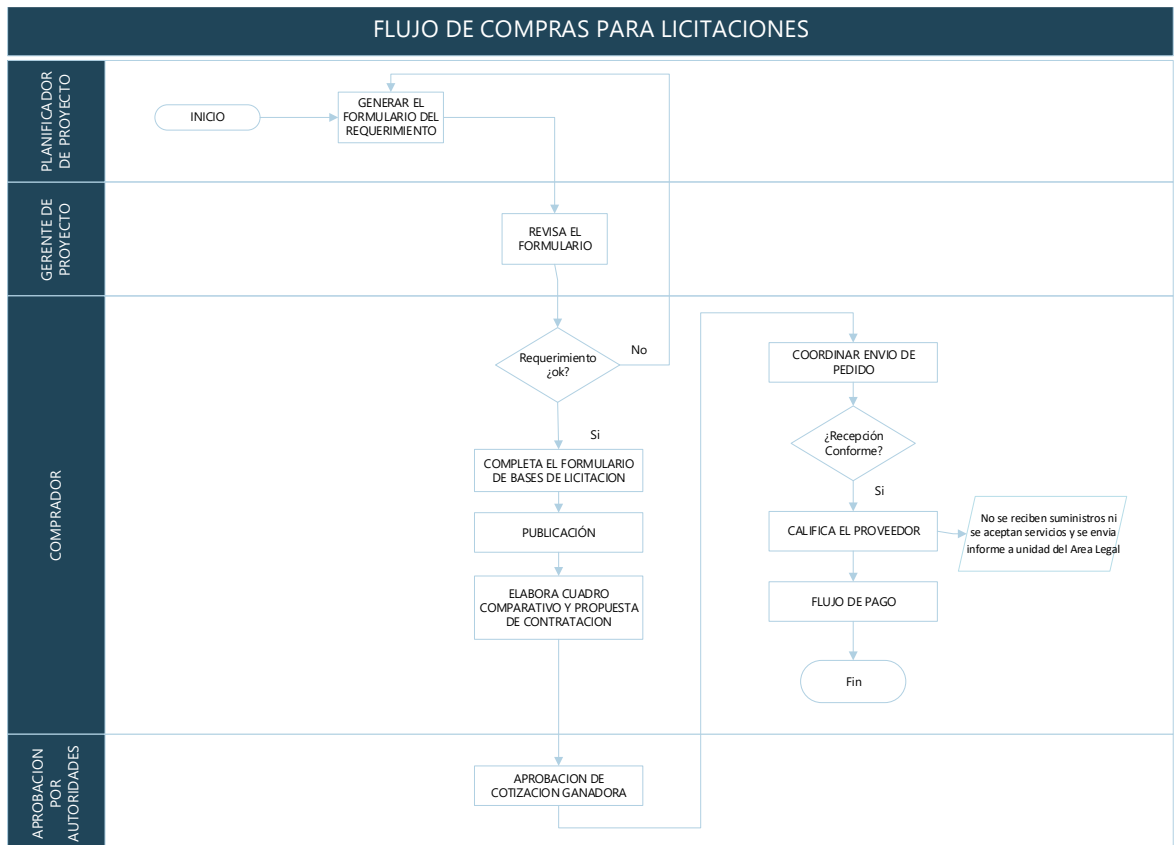 FLUJO DE COMPRAS PARA LICITACIONES
PLANIFICADOR
DE PROYECTO
INICIO
GENERAR EL
FORMULARIO DEL
REQUERIMIENTO
GERENTE DE
PROYECTO
REVISA EL
FORMULARIO
COMPRADOR
Requerimiento
¿ok?
No
Si
COMPLETA EL FORMULARIO
DE BASES DE LICITACION
PUBLICACIÓN
ELABORA CUADRO
COMPARATIVO Y PROPUESTA
DE CONTRATACION
COORDINAR ENVIO DE
PEDIDO
¿Recepción
Conforme?
Si
CALIFICA EL PROVEEDOR
No se reciben suministros ni
se aceptan servicios y se envia
informe a unidad del Area Legal
FLUJO DE PAGO
Fin
APROBACION
POR
AUTORIDADES
APROBACION DE
COTIZACION GANADORA